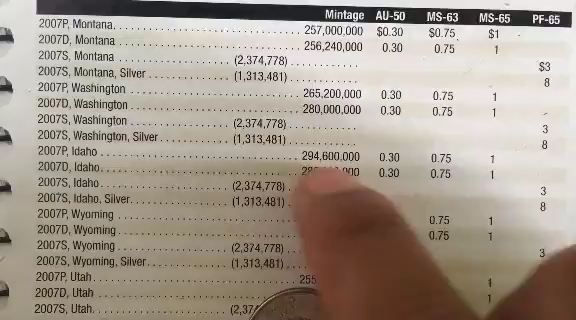 Mintage AU-50 MS-63 MS-65 PF-65
2007P, Montana. 257,000,000 $0.30 $0.75 $1
2007D, Montana 256,240,000 0.30 0.75 1
2007S, Montana (2,374,778) $3
2007S, Montana, Silver (1,313,481) 8
2007P, Washington 265,200,000 0.30 0.75 1
2007D, Washington 280,000,000 0.30 0.75 1
2007S, Washington (2,374,778) 3
2007S, Washington, Silver (1,313,481) 8
2007P, Idaho 294,600,000 0.30 0.75 1
2007D, Idaho 0.30 0.75 1
2007S, Idaho (2,374,778) 3
2007S, Idaho, Silver (1,313,481) 8
2007P, Wyoming 0.75 1
2007D, Wyoming 0.75 1
2007S, Wyoming (2,374,778) 3
2007S, Wyoming, Silver (1,313,481)
2007P, Utah 255 1
2007D, Utah 1
2007S, Utah (2,37